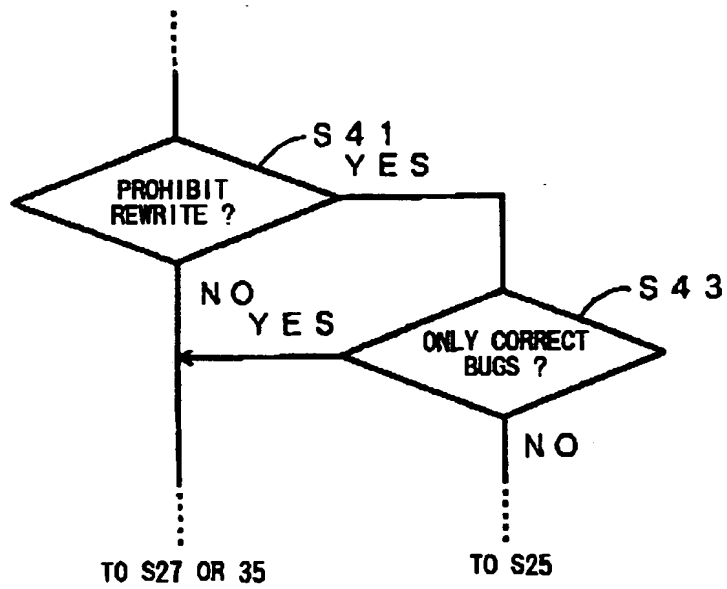 S41
YES
PROHIBIT
REWRITE ?
NO
YES
S43
ONLY CORRECT
BUGS ?
NO
TO S27 OR 35
TO S25